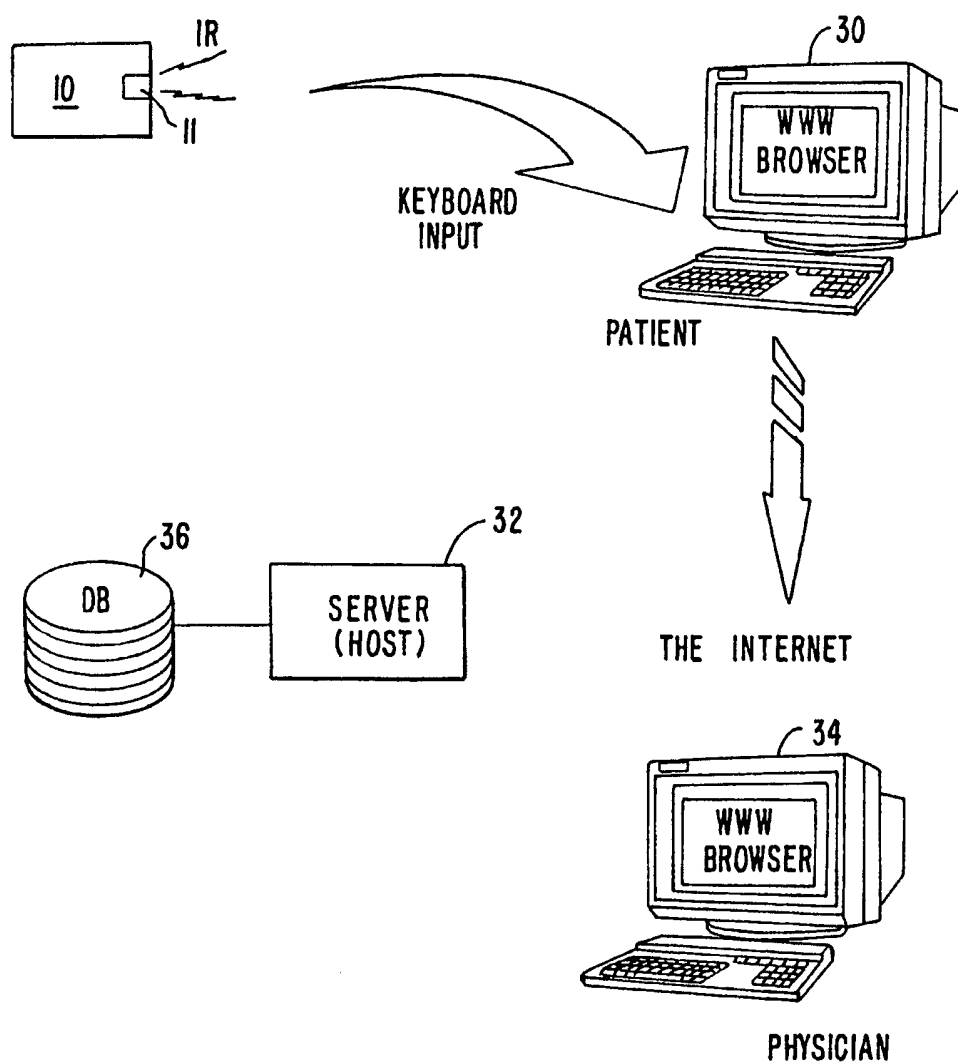 IR
10
11
30
WWW
BROWSER
KEYBOARD
INPUT
PATIENT
36
32
DB
SERVER
(HOST)
THE INTERNET
34
WWW
BROWSER
PHYSICIAN